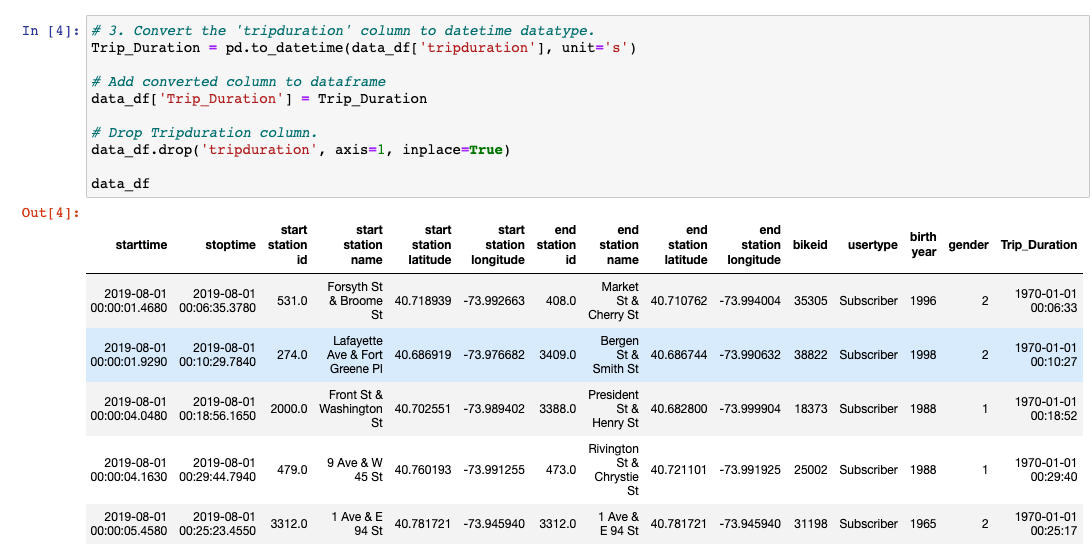 In [4]:
# 3. Convert the 'tripduration' column to datetime datatype.
Trip_Duration = pd.to_datetime(data_df['tripduration'], unit='s')
# Add converted column to dataframe
data_df['Trip_Duration'] = Trip_Duration
# Drop Tripduration column.
data_df.drop('tripduration', axis=1, inplace=True)
data_df
Out[4]:
starttime stoptime start station id start station name start station latitude start station longitude end station id end station name end station latitude end station longitude bikeid usertype birth year gender Trip_Duration
2019-08-01 00:00:01.4680 2019-08-01 00:06:35.3780 531.0 Forsyth St & Broome St 40.718939 -73.992663 408.0 Market St & Cherry St 40.710762 -73.994004 35305 Subscriber 1996 2 1970-01-01 00:06:33
2019-08-01 00:00:01.9290 2019-08-01 00:10:29.7840 274.0 Lafayette Ave & Fort Greene Pl 40.686919 -73.976682 3409.0 Bergen St & Smith St 40.686744 -73.990632 38822 Subscriber 1998 2 1970-01-01 00:10:27
2019-08-01 00:00:04.0480 2019-08-01 00:18:56.1650 2000.0 Front St & Washington St 40.702551 -73.989402 3388.0 President St & Henry St 40.682800 -73.999904 18373 Subscriber 1988 1 1970-01-01 00:18:52
2019-08-01 00:00:04.1630 2019-08-01 00:29:44.7940 479.0 9 Ave & W 45 St 40.760193 -73.991255 473.0 Rivington St & Chrystie St 40.721101 -73.991925 25002 Subscriber 1988 1 1970-01-01 00:29:40
2019-08-01 00:00:05.4580 2019-08-01 00:25:23.4550 3312.0 1 Ave & E 94 St 40.781721 -73.945940 3312.0 1 Ave & E 94 St 40.781721 -73.945940 31198 Subscriber 1965 2 1970-01-01 00:25:17